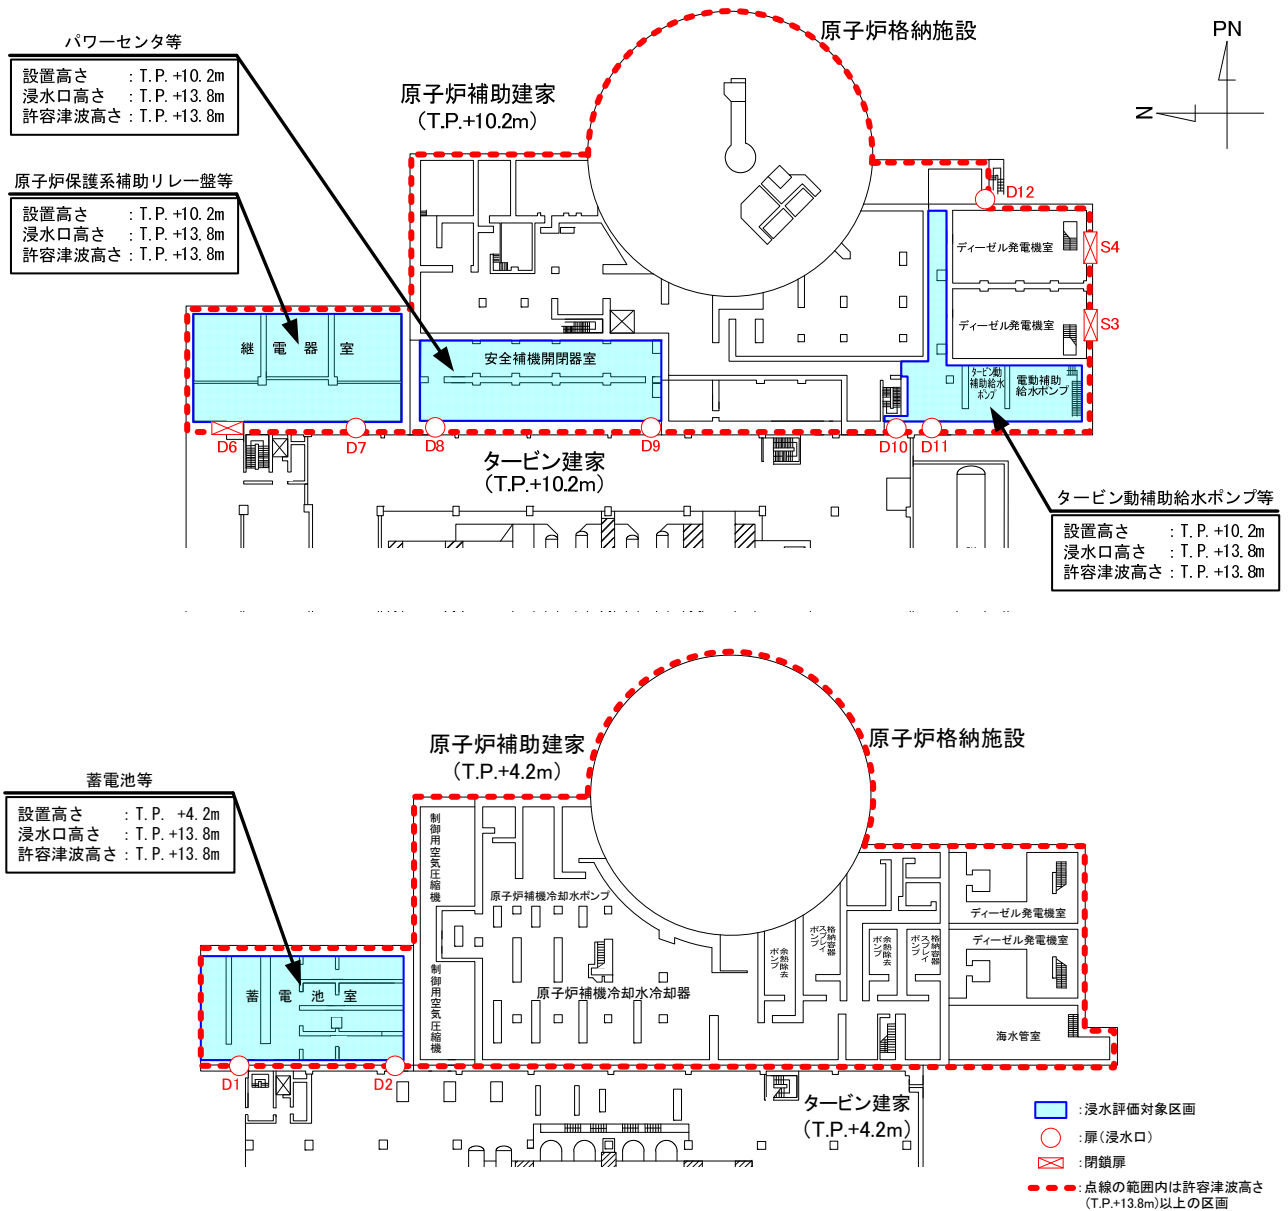 パワーセンタ等
設置高さ : T.P. +10.2m
浸水口高さ : T.P. +13.8m
許容津波高さ : T.P. +13.8m
原子炉保護系補助リレー盤等
設置高さ : T.P. +10.2m
浸水口高さ : T.P. +13.8m
許容津波高さ : T.P. +13.8m
原子炉補助建家
(T.P.+10.2m)
原子炉格納施設
PN
N
D12
S4
S3
ディーゼル発電機室
ディーゼル発電機室
継電器室
安全補機開閉器室
タービン動
補助給水
ポンプ
電動補助
給水ポンプ
D6
D7
D8
D9
D10
D11
タービン建家
(T.P.+10.2m)
タービン動補助給水ポンプ等
設置高さ : T.P. +10.2m
浸水口高さ : T.P. +13.8m
許容津波高さ : T.P. +13.8m
原子炉補助建家
(T.P.+4.2m)
原子炉格納施設
蓄電池等
設置高さ : T.P. +4.2m
浸水口高さ : T.P. +13.8m
許容津波高さ : T.P. +13.8m
制御用空気圧縮機
制御用空気圧縮機
原子炉補機冷却水ポンプ
原子炉補機冷却水冷却器
余熱除去
ポンプ
格納容器
スプレイ
ポンプ
余熱除去
ポンプ
格納容器
スプレイ
ポンプ
ディーゼル発電機室
ディーゼル発電機室
海水管室
蓄電池室
D1
D2
タービン建家
(T.P.+4.2m)
:浸水評価対象区画
:扉(浸水口)
:閉鎖扉
:点線の範囲内は許容津波高さ
(T.P.+13.8m)以上の区画